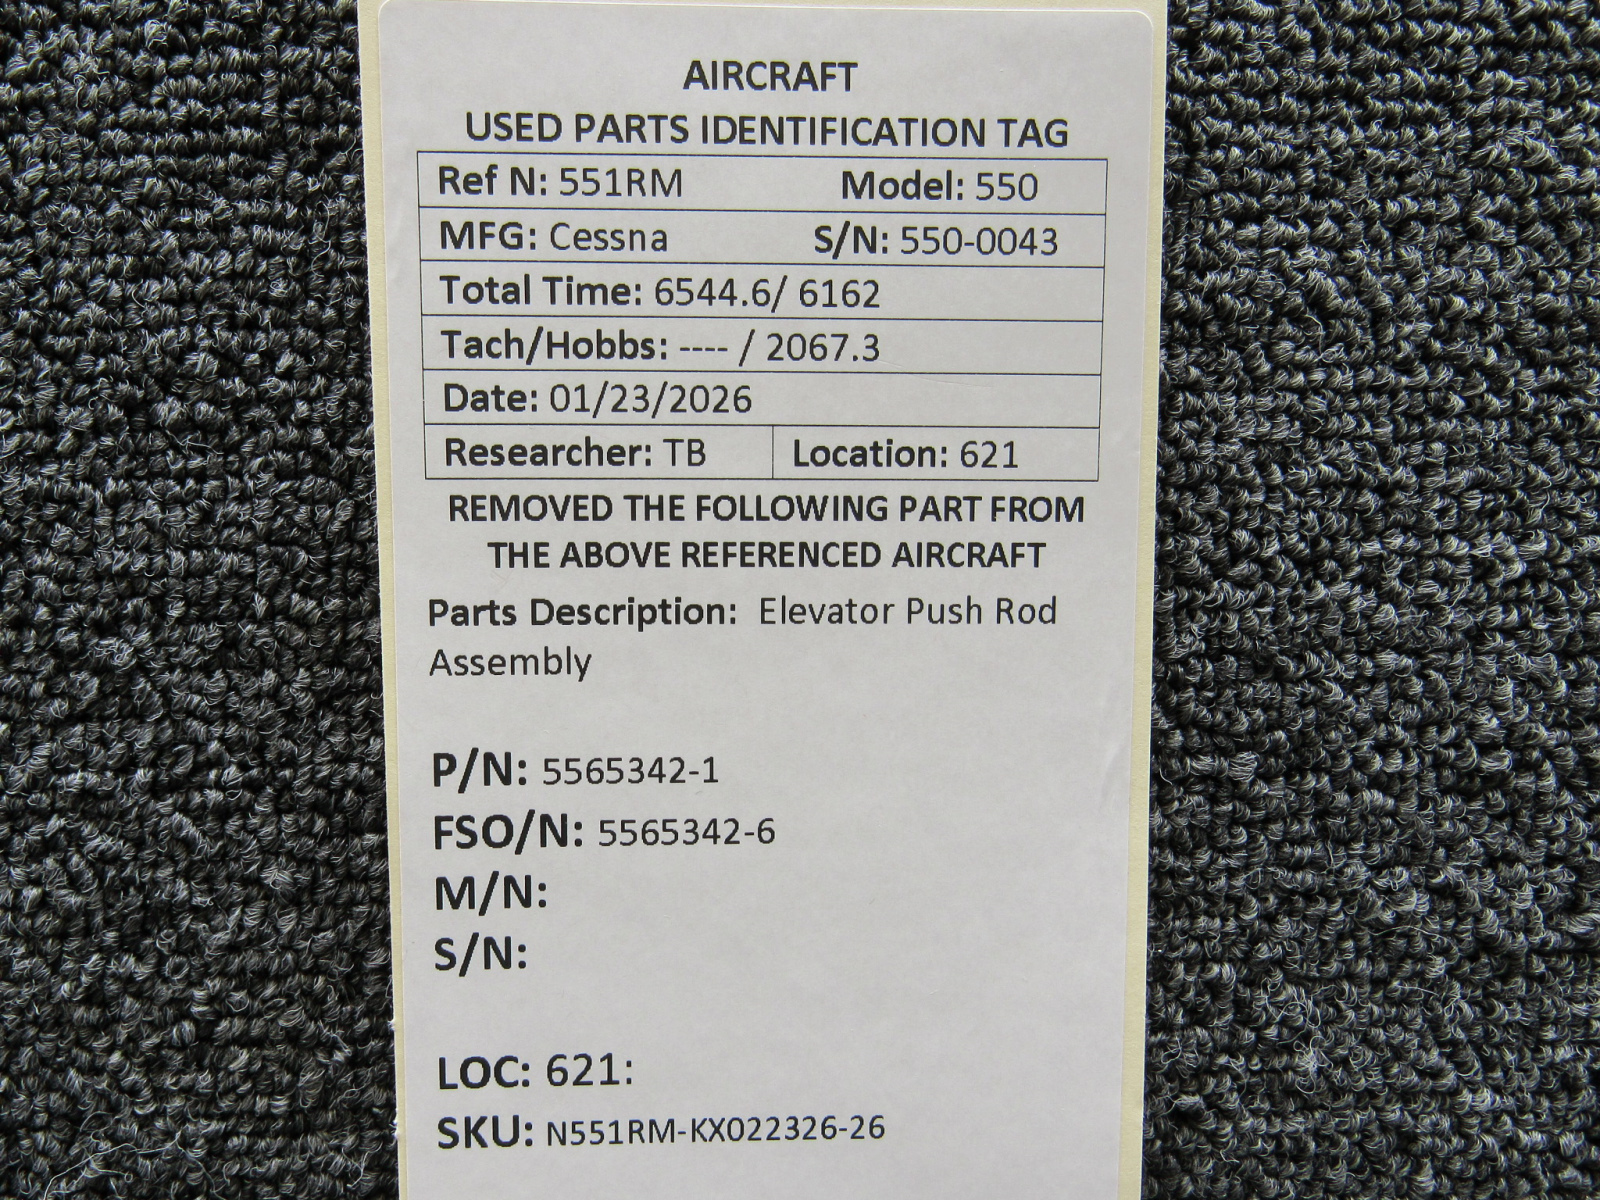 AIRCRAFT
USED PARTS IDENTIFICATION TAG
Ref N: 551RM Model: 550
MFG: Cessna S/N: 550-0043
Total Time: 6544.6/ 6162
Tach/Hobbs: ---- / 2067.3
Date: 01/23/2026
Researcher: TB Location: 621
REMOVED THE FOLLOWING PART FROM
THE ABOVE REFERENCED AIRCRAFT
Parts Description: Elevator Push Rod
Assembly
P/N: 5565342-1
FSO/N: 5565342-6
M/N:
S/N:
LOC: 621:
SKU: N551RM-KX022326-26